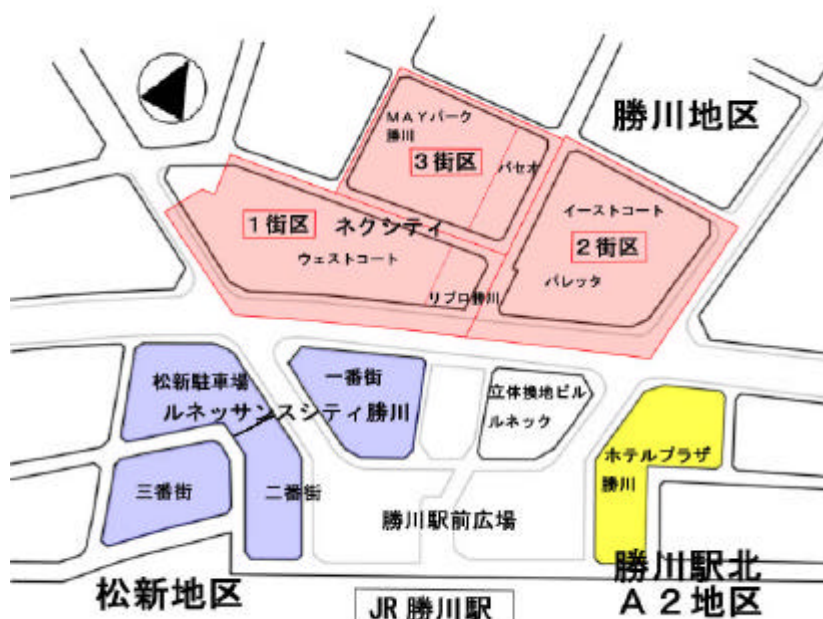 勝川地区
MAYパーク
勝川
3街区
パセオ
1街区
ネクシティ
ウェストコート
リブロ勝川
イーストコート
2街区
パレッタ
松新駐車場
一番街
ルネッサンスシティ勝川
立体換地ビル
ルネック
ホテルプラザ
勝川
三番街
二番街
勝川駅前広場
松新地区
JR 勝川駅
勝川駅北
A2地区